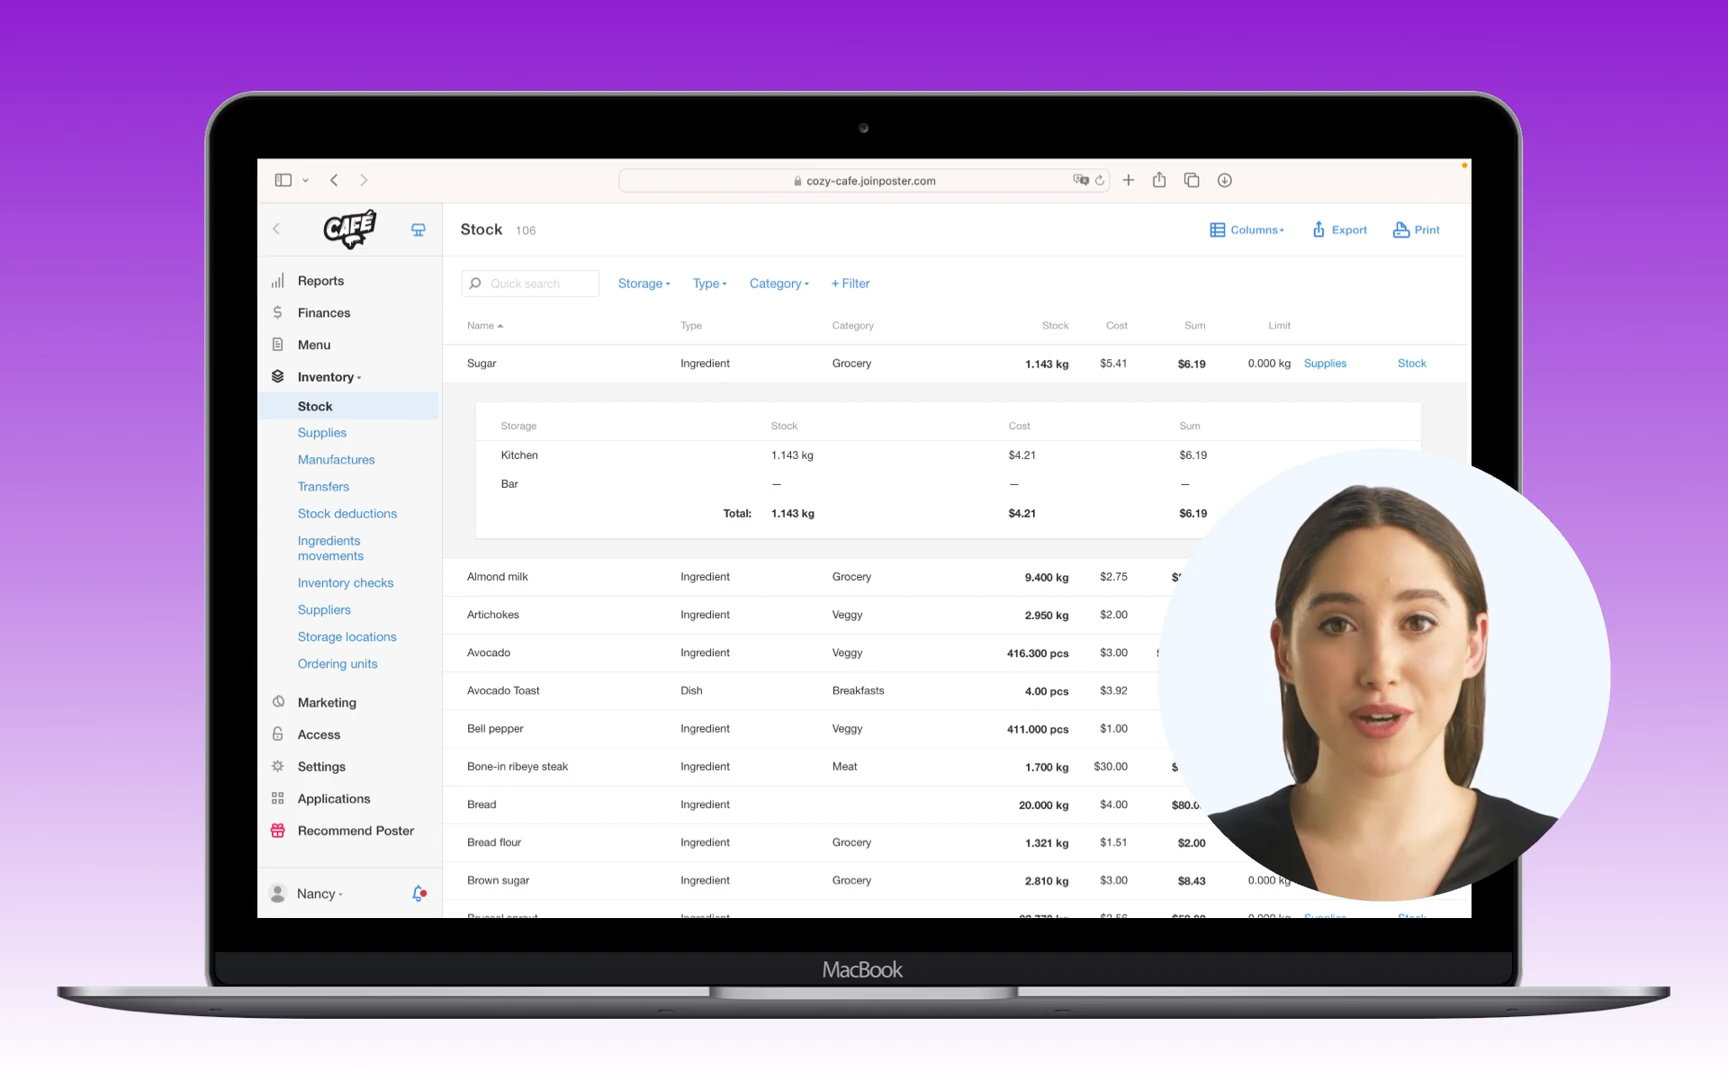 cozy-cafe.joinposter.com
CAFÉ
Stock 106
Columns
Export
Print
Reports
Finances
Menu
Inventory
Stock
Supplies
Manufactures
Transfers
Stock deductions
Ingredients
movements
Inventory checks
Suppliers
Storage locations
Ordering units
Marketing
Access
Settings
Applications
Recommend Poster
Nancy
Quick search
Storage
Type
Category
+ Filter
Name Type Category Stock Cost Sum Limit
Sugar Ingredient Grocery 1.143 kg $5.41 $6.19 0.000 kg Supplies Stock
Storage Stock Cost Sum
Kitchen 1.143 kg $4.21 $6.19
Bar — — —
Total: 1.143 kg $4.21 $6.19
Almond milk Ingredient Grocery 9.400 kg $2.75
Artichokes Ingredient Veggy 2.950 kg $2.00
Avocado Ingredient Veggy 416.300 pcs $3.00
Avocado Toast Dish Breakfasts 4.00 pcs $3.92
Bell pepper Ingredient Veggy 411.000 pcs $1.00
Bone-in ribeye steak Ingredient Meat 1.700 kg $30.00
Bread Ingredient 20.000 kg $4.00
Bread flour Ingredient Grocery 1.321 kg $1.51 $2.00
Brown sugar Ingredient Grocery 2.810 kg $3.00 $8.43 0.000 kg
MacBook